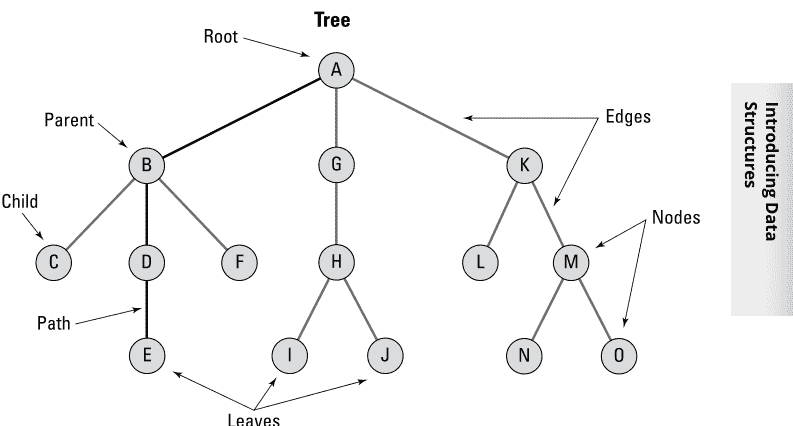 Tree
Root
A
Parent
Edges
B
G
K
Child
Nodes
C
D
F
H
L
M
Path
E
I
J
N
O
Leaves
Introducing Data
Structures